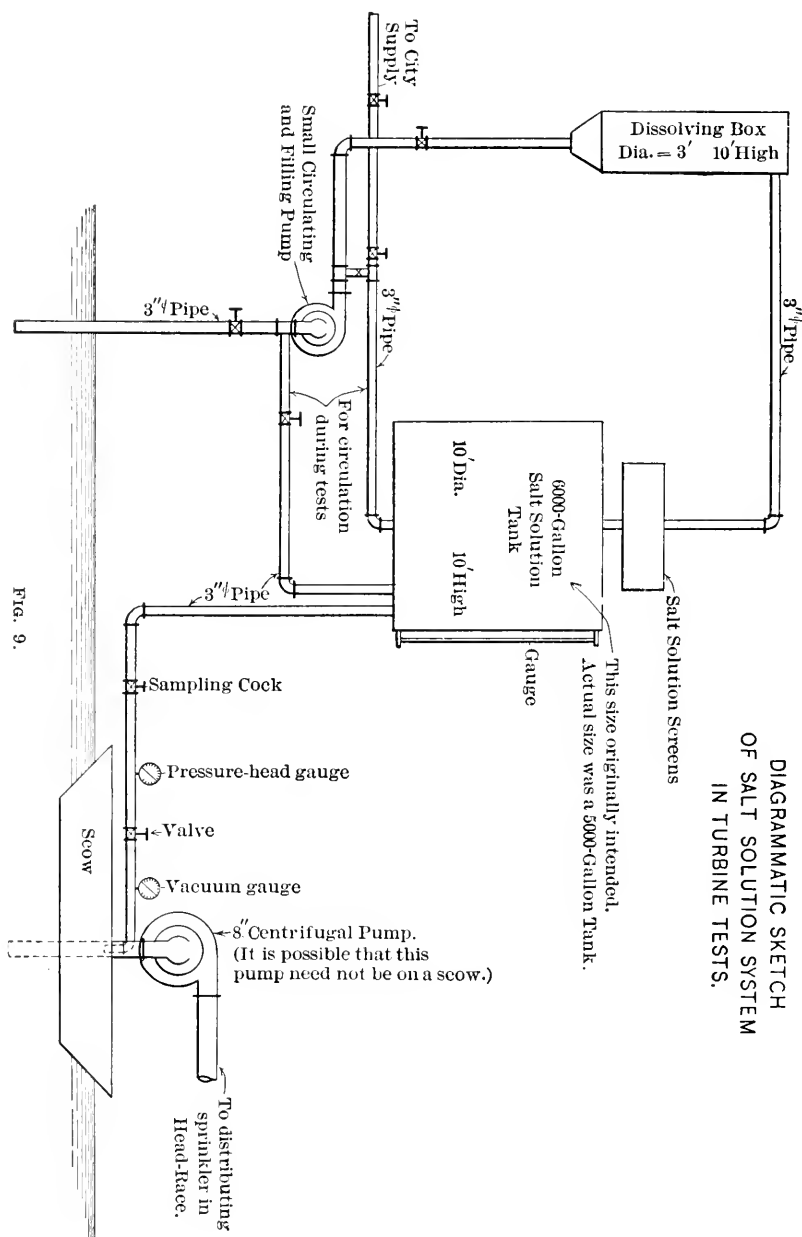 DIAGRAMMATIC SKETCH
OF SALT SOLUTION SYSTEM
IN TURBINE TESTS.
To City
Supply
Dissolving Box
Dia. = 3' 10' High
Small Circulating
and Filling Pump
3"⌀ Pipe
3"⌀ Pipe
3"⌀ Pipe
For circulation
during tests
6000-Gallon
Salt Solution
Tank
10' Dia. 10' High
Salt Solution Screens
This size originally intended.
Actual size was a 5000-Gallon Tank.
Gauge
3"⌀ Pipe
Sampling Cock
Pressure-head gauge
Valve
Vacuum gauge
Scow
8" Centrifugal Pump.
(It is possible that this
pump need not be on a scow.)
To distributing
sprinkler in
Head-Race.
FIG. 9.